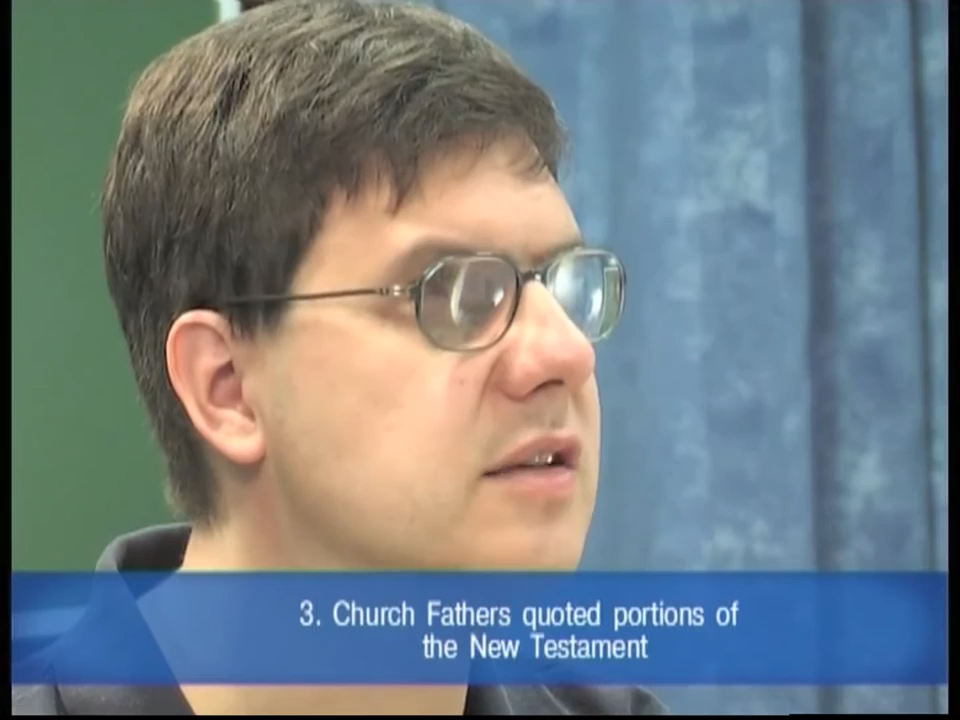 3. Church Fathers quoted portions of
the New Testament